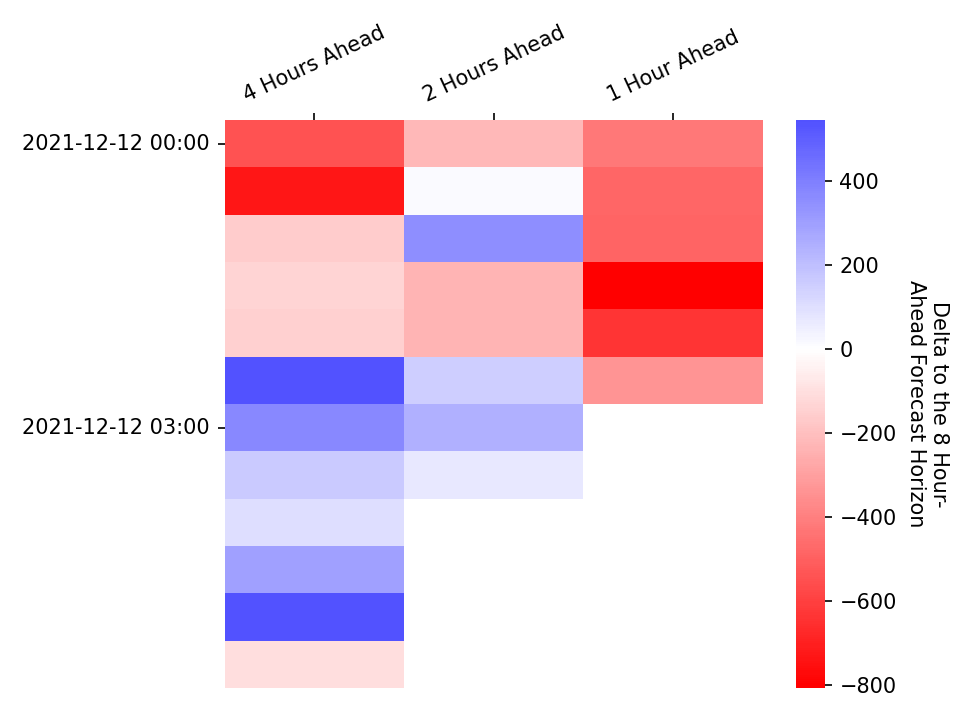 4 Hours Ahead
2 Hours Ahead
1 Hour Ahead
2021-12-12 00:00
2021-12-12 03:00
400
200
0
−200
−400
−600
−800
Delta to the 8 Hour-
Ahead Forecast Horizon